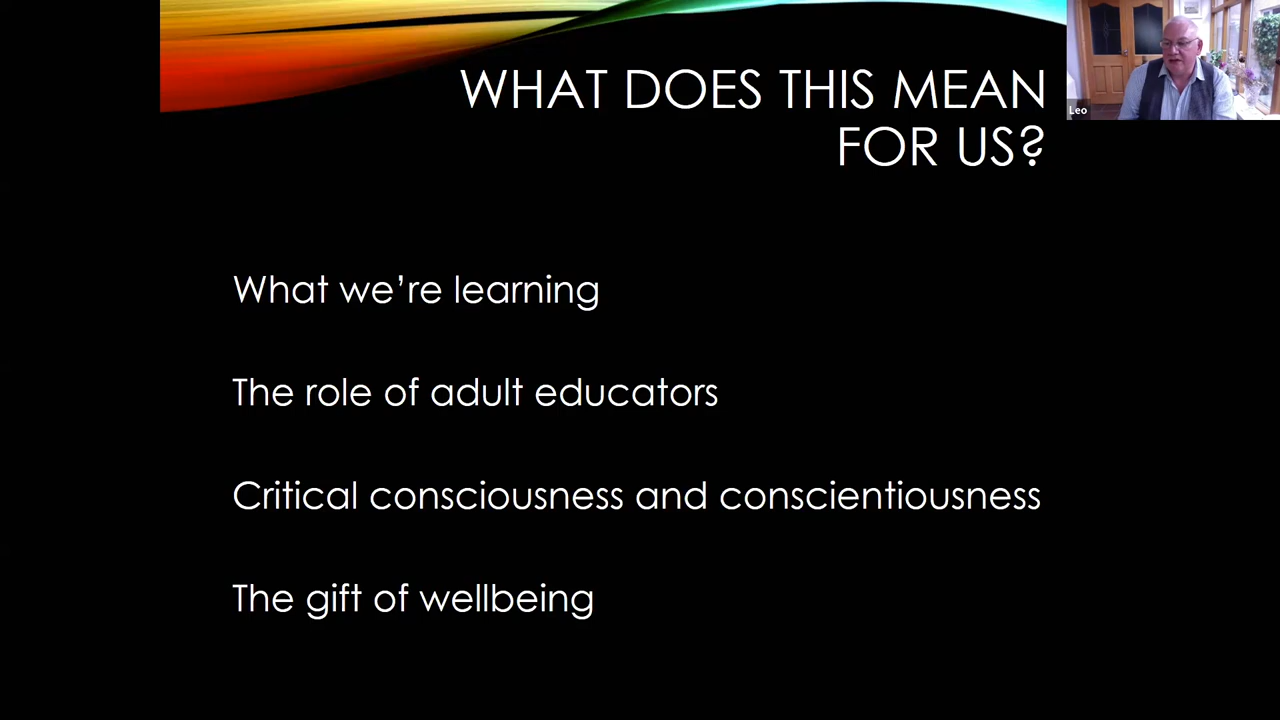 WHAT DOES THIS MEAN
FOR US?
Leo
What we’re learning
The role of adult educators
Critical consciousness and conscientiousness
The gift of wellbeing